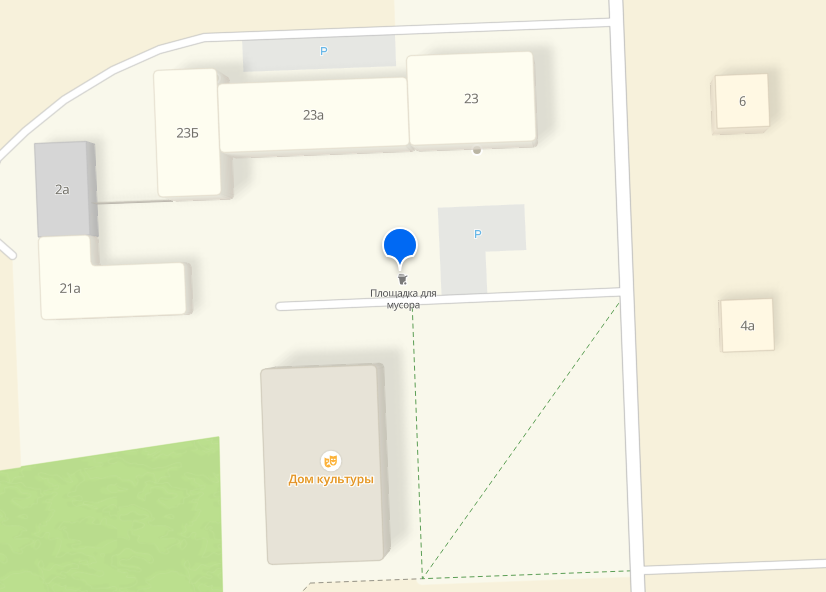 P
23
23а
6
23Б
2а
P
21а
Площадка для
мусора
4а
Дом культуры